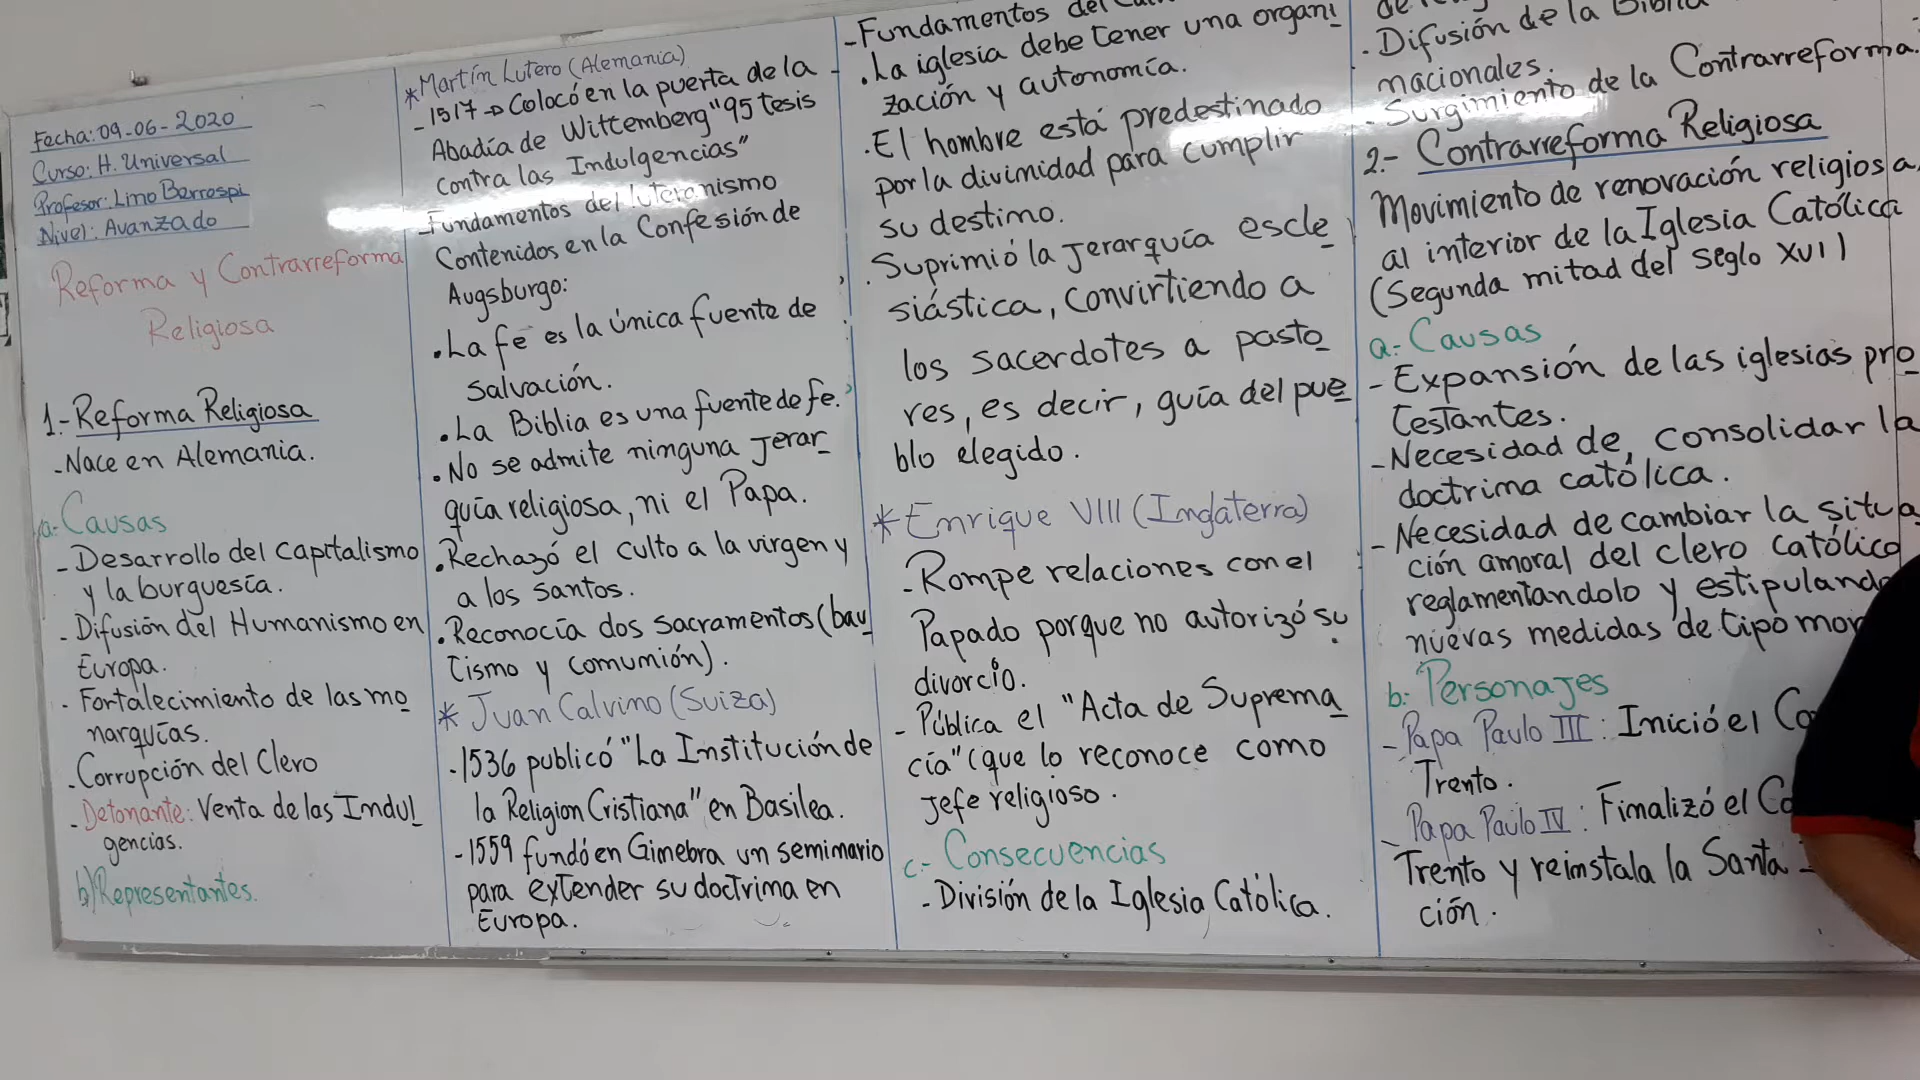 Fecha: 09-06-2020
Curso: H. Universal
Profesor: Limo Berrospi
Nivel: Avanzado
Reforma y Contrarreforma
Religiosa
1.- Reforma Religiosa
- Nace en Alemania.
a.- Causas
- Desarrollo del capitalismo
y la burguesía.
- Difusión del Humanismo en
Europa.
- Fortalecimiento de las mo
narquías.
- Corrupción del Clero
- Detonante: Venta de las Indul
gencias.
b) Representantes.
* Martín Lutero (Alemania)
- 1517 → Colocó en la puerta de la
Abadía de Wittemberg "95 tesis
contra las Indulgencias"
- Fundamentos del luteranismo
Contenidos en la Confesión de
Augsburgo:
• La fe es la única fuente de
salvación.
• La Biblia es una fuente de fe.
• No se admite ninguna Jerar
quía religiosa, ni el Papa.
• Rechazó el culto a la virgen y
a los santos.
• Reconocía dos sacramentos (bau
tismo y comunión).
* Juan Calvino (Suiza)
- 1536 publicó "La Institución de
la Religion Cristiana" en Basilea.
- 1559 fundó en Ginebra un seminario
para extender su doctrina en
Europa.
- Fundamentos del
• La iglesia debe tener una organi
zación y autonomía.
• El hombre está predestinado
por la divinidad para cumplir
su destino.
• Suprimió la Jerarquía escle
siástica, convirtiendo a
los sacerdotes a pasto
res, es decir, guía del pue
blo elegido.
* Enrique VIII (Inglaterra)
- Rompe relaciones con el
Papado porque no autorizó su
divorcio.
- Pública el "Acta de Suprema
cía" (que lo reconoce como
Jefe religioso.
c.- Consecuencias
- División de la Iglesia Católica.
- Difusión de la Biblia
nacionales.
- Surgimiento de la Contrarreforma.
2.- Contrarreforma Religiosa
Movimiento de renovación religiosa
al interior de la Iglesia Católica
(Segunda mitad del seglo XVI)
a.- Causas
- Expansión de las iglesias pro
testantes.
- Necesidad de consolidar la
doctrima católica.
- Necesidad de cambiar la situa
ción amoral del clero católico
reglamentandolo y estipulando
nuevas medidas de tipo mor
b.- Personajes
- Papa Paulo III: Inició el Co
Trento.
- Papa Paulo IV: Finalizó el Co
Trento y reinstala la Santa
ción.